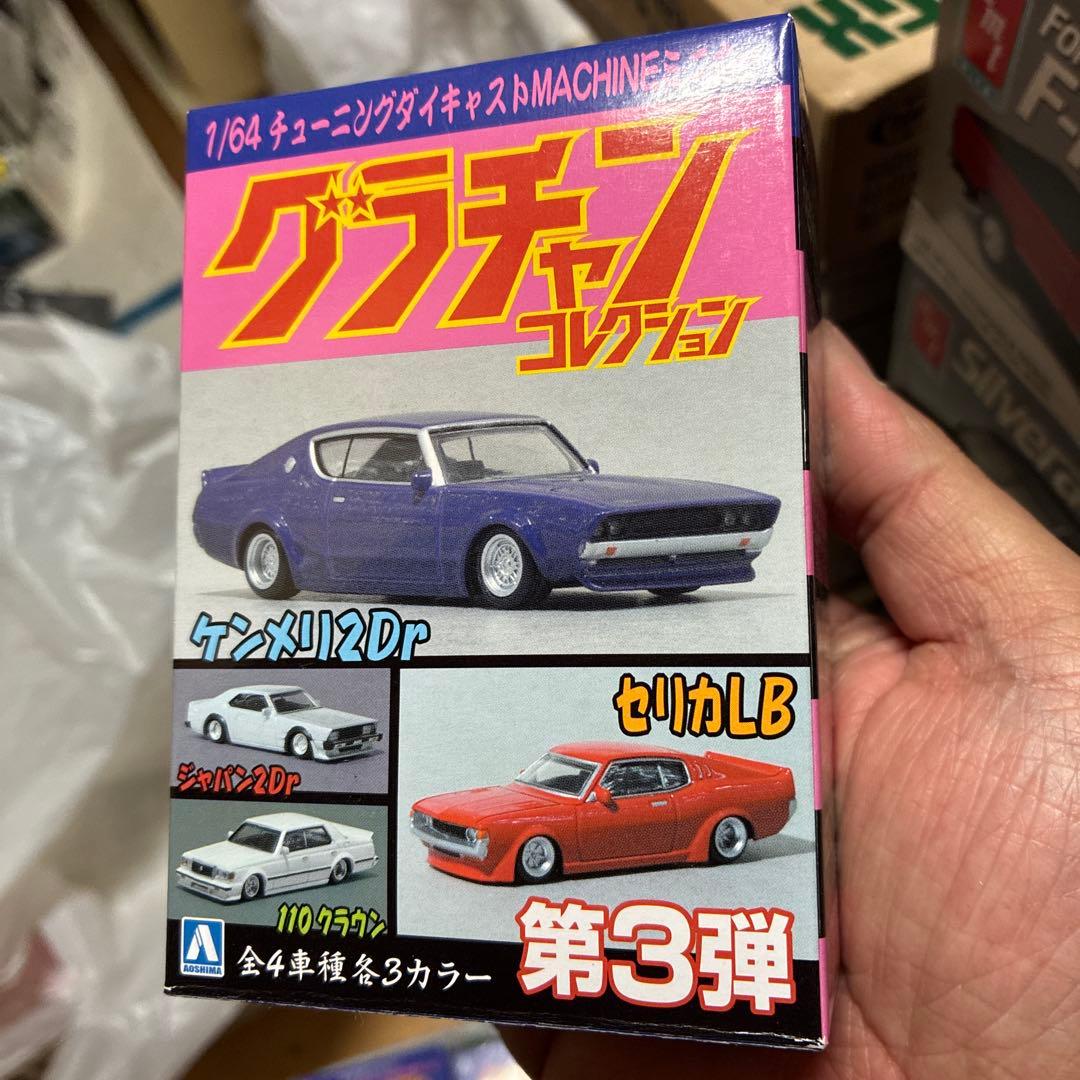 1/64 チューニングダイキャストMACHINE
グラチャン
コレクション
ケンメリ2Dr
セリカLB
ジャパン2Dr
110 クラウン
第3弾
AOSHIMA
全4車種各3カラー
amt
FOR
F-
Silvera